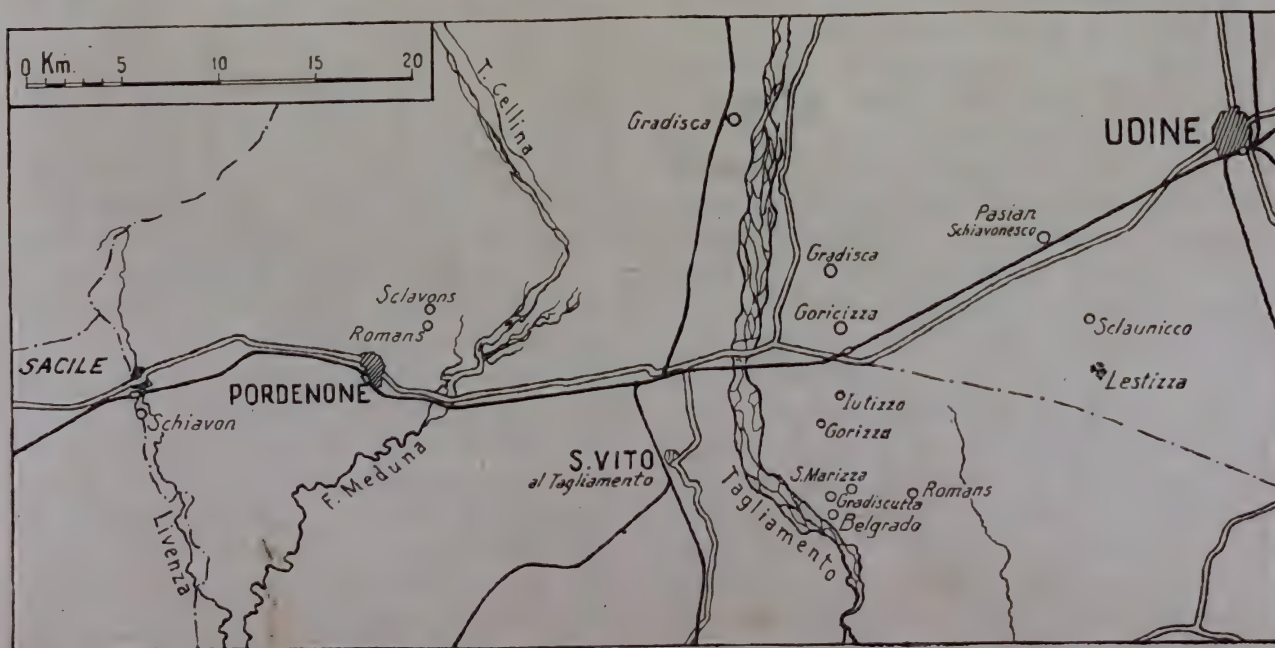 0 Km. 5 10 15 20
T. Cellina
Gradisca
UDINE
Pasian
Schiavonesco
Gradisca
Sclavons
Romans
Goricizza
Sclaunicco
SACILE
PORDENONE
Lestizza
Schiavon
Iutizzo
Gorizza
F. Meduna
S. VITO
al Tagliamento
S. Marizza
Gradiscutta
Romans
Belgrado
Tagliamento
Livenza